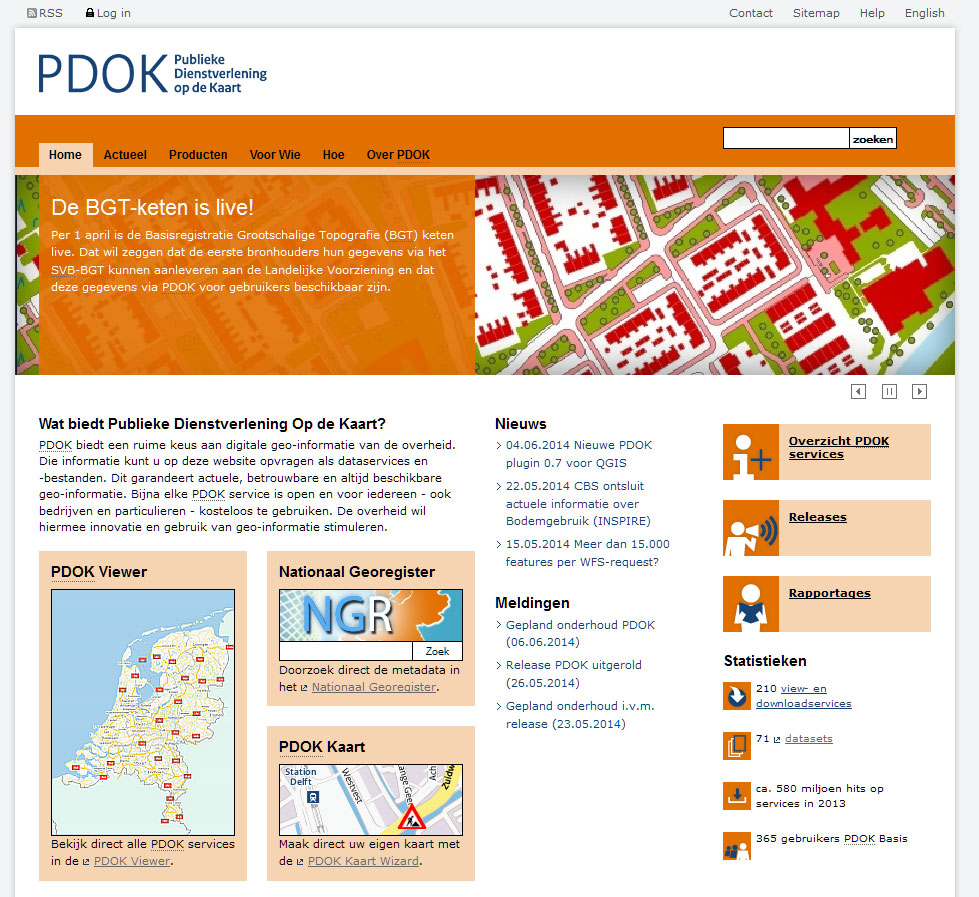 RSS
Log in
Contact
Sitemap
Help
English
PDOK
Publieke
Dienstverlening
op de Kaart
Home
Actueel
Producten
Voor Wie
Hoe
Over PDOK
zoeken
De BGT-keten is live!
Per 1 april is de Basisregistratie Grootschalige Topografie (BGT) keten
live. Dat wil zeggen dat de eerste bronhouders hun gegevens via het
SVB-BGT kunnen aanleveren aan de Landelijke Voorziening en dat
deze gegevens via PDOK voor gebruikers beschikbaar zijn.
Wat biedt Publieke Dienstverlening Op de Kaart?
PDOK biedt een ruime keus aan digitale geo-informatie van de overheid.
Die informatie kunt u op deze website opvragen als dataservices en
-bestanden. Dit garandeert actuele, betrouwbare en altijd beschikbare
geo-informatie. Bijna elke PDOK service is open en voor iedereen - ook
bedrijven en particulieren - kosteloos te gebruiken. De overheid wil
hiermee innovatie en gebruik van geo-informatie stimuleren.
PDOK Viewer
Bekijk direct alle PDOK services
in de PDOK Viewer.
Nationaal Georegister
NGR
Zoek
Doorzoek direct de metadata in
het Nationaal Georegister.
PDOK Kaart
Station
Delft
Westvest
ange Gee
Ach
Zuidw
Maak direct uw eigen kaart met
de PDOK Kaart Wizard.
Nieuws
04.06.2014 Nieuwe PDOK
plugin 0.7 voor QGIS
22.05.2014 CBS ontsluit
actuele informatie over
Bodemgebruik (INSPIRE)
15.05.2014 Meer dan 15.000
features per WFS-request?
Meldingen
Gepland onderhoud PDOK
(06.06.2014)
Release PDOK uitgerold
(26.05.2014)
Gepland onderhoud i.v.m.
release (23.05.2014)
Overzicht PDOK
services
Releases
Rapportages
Statistieken
210 view- en
downloadservices
71 datasets
ca. 580 miljoen hits op
services in 2013
365 gebruikers PDOK Basis